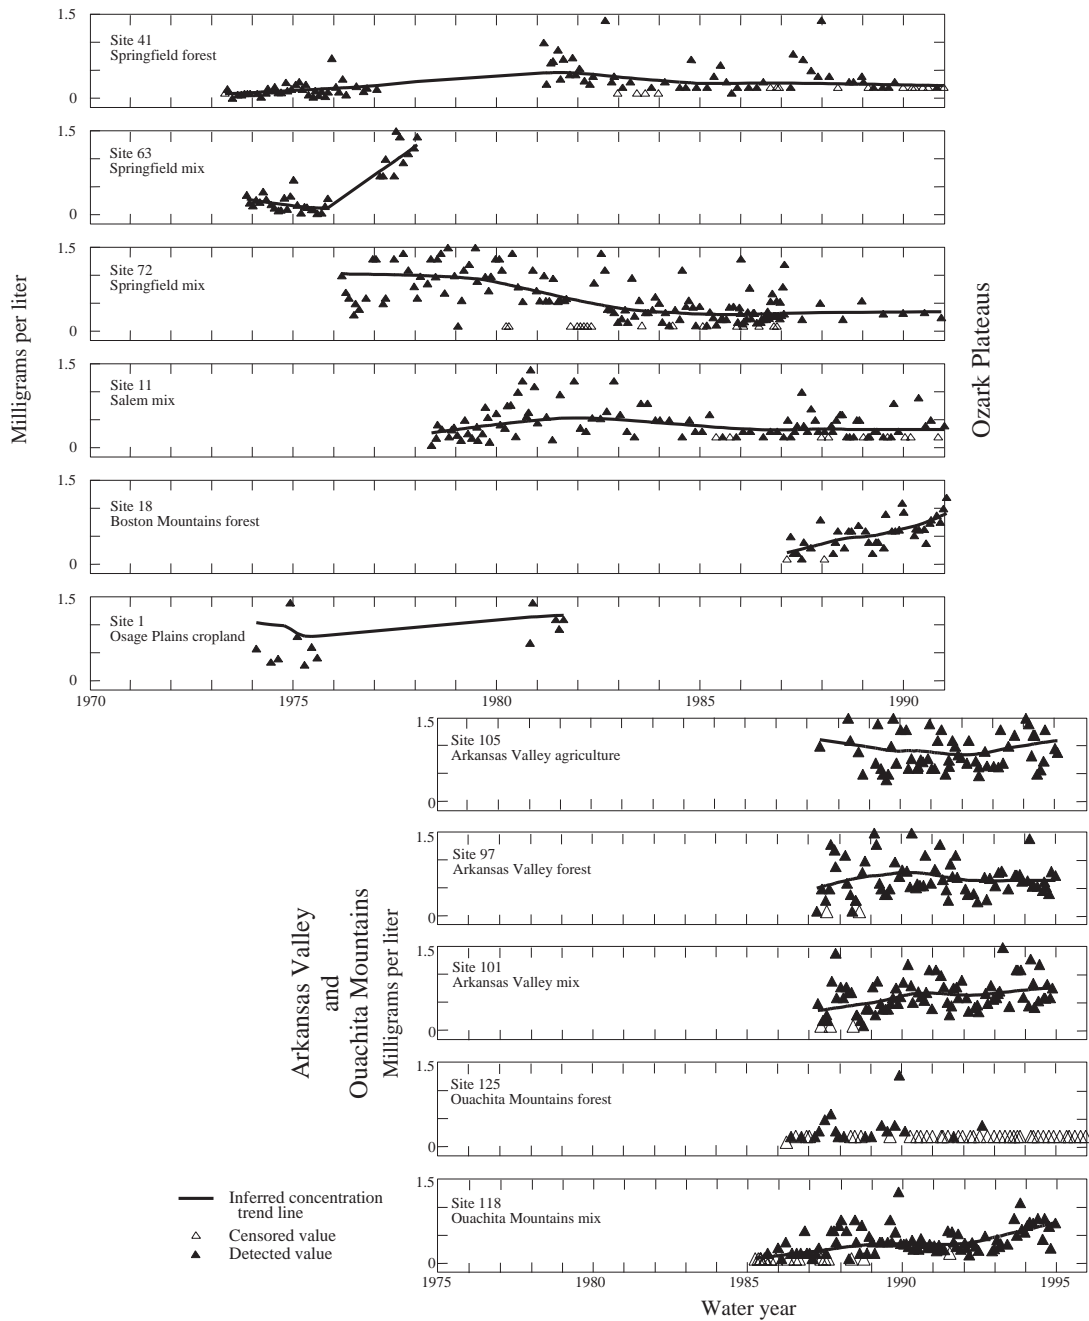 1.5
Site 41
Springfield forest
0
1.5
Site 63
Springfield mix
0
1.5
Site 72
Springfield mix
0
1.5
Site 11
Salem mix
0
1.5
Site 18
Boston Mountains forest
0
1.5
Site 1
Osage Plains cropland
0
1970
1975
1980
1985
1990
Milligrams per liter
Ozark Plateaus
1.5
Site 105
Arkansas Valley agriculture
0
1.5
Site 97
Arkansas Valley forest
0
1.5
Site 101
Arkansas Valley mix
0
1.5
Site 125
Ouachita Mountains forest
0
1.5
Site 118
Ouachita Mountains mix
0
1975
1980
1985
1990
1995
Water year
Arkansas Valley
and
Ouachita Mountains
Milligrams per liter
Inferred concentration
trend line
Censored value
Detected value